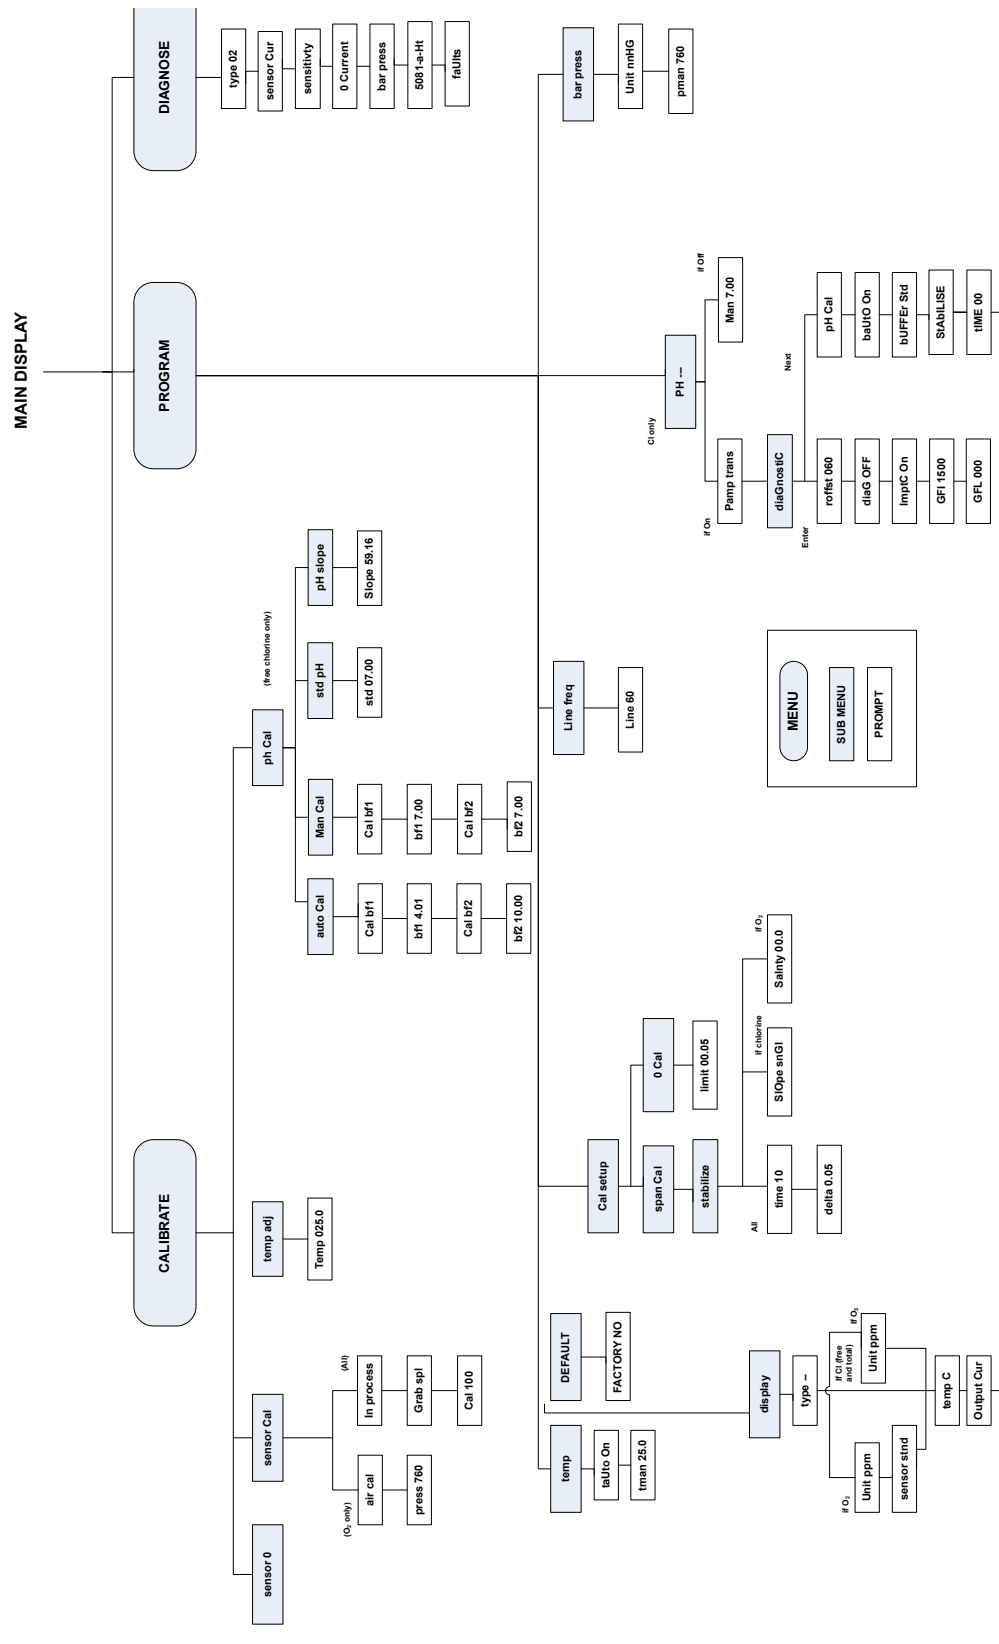 MAIN DISPLAY
CALIBRATE
PROGRAM
DIAGNOSE
sensor 0
sensor Cal
(O₂ only)
air cal
press 760
(All)
In process
Grab spl
Cal 100
temp adj
Temp 025.0
ph Cal
(free chlorine only)
auto Cal
Cal bf1
bf1 4.01
Cal bf2
bf2 10.00
Man Cal
Cal bf1
bf1 7.00
Cal bf2
bf2 7.00
std pH
std 07.00
pH slope
Slope 59.16
type 02
sensor Cur
sensitivty
0 Current
bar press
5081-a-Ht
faUlts
temp
taUto On
tman 25.0
DEFAULT
FACTORY NO
display
type --
if O₂
Unit ppm
sensor stnd
If Cl (free
and total)
If O₃
Unit ppm
temp C
Output Cur
Cal setup
span Cal
stabilize
All
time 10
delta 0.05
if chlorine
SlOpe snGl
if O₂
Salnty 00.0
0 Cal
limit 00.05
Line freq
Line 60
Cl only
PH ---
if On
Pamp trans
diaGnostiC
Enter
roffst 060
diaG OFF
ImptC On
GFI 1500
GFL 000
Next
pH Cal
baUtO On
bUFFEr Std
StAbILISE
tIME 00
if Off
Man 7.00
bar press
Unit nnHG
pman 760
MENU
SUB MENU
PROMPT